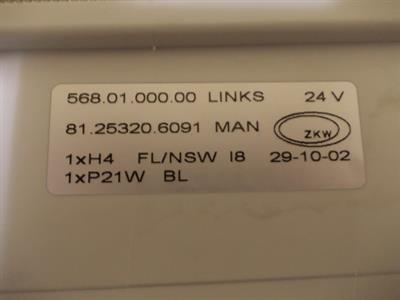 568.01.000.00 LINKS 24 V
81.25320.6091 MAN ZKW
1xH4 FL/NSW I8 29-10-02
1xP21W BL